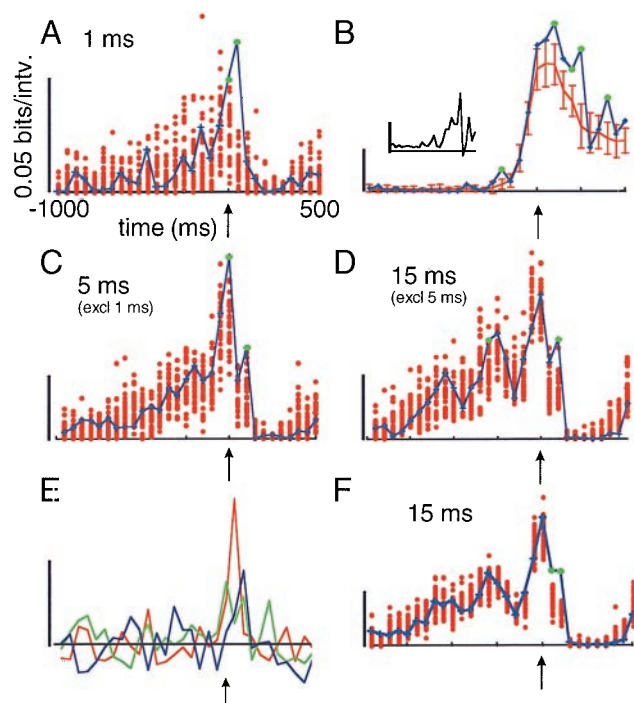 A
1 ms
B
0.05 bits/intv.
-1000
500
time (ms)
C
5 ms
(excl 1 ms)
D
15 ms
(excl 5 ms)
E
F
15 ms